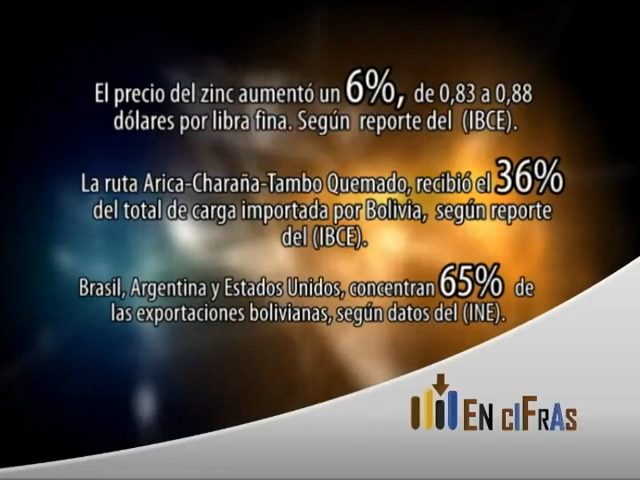 El precio del zinc aumentó un 6%, de 0,83 a 0,88
dólares por libra fina. Según reporte del (IBCE).
La ruta Arica-Charaña-Tambo Quemado, recibió el 36%
del total de carga importada por Bolivia, según reporte
del (IBCE).
Brasil, Argentina y Estados Unidos, concentran 65% de
las exportaciones bolivianas, según datos del (INE).
EN CIFRAS